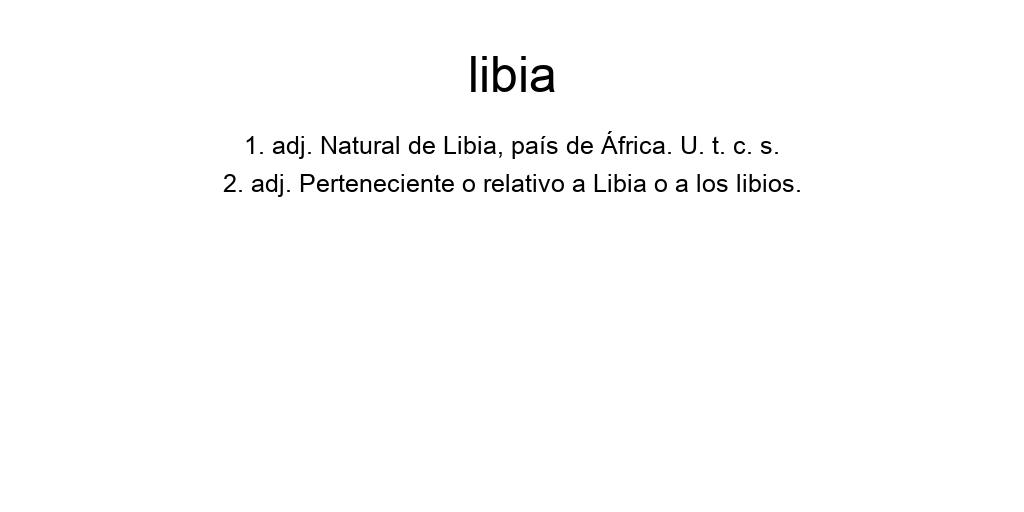 libia
1. adj. Natural de Libia, país de África. U. t. c. s.
2. adj. Perteneciente o relativo a Libia o a los libios.